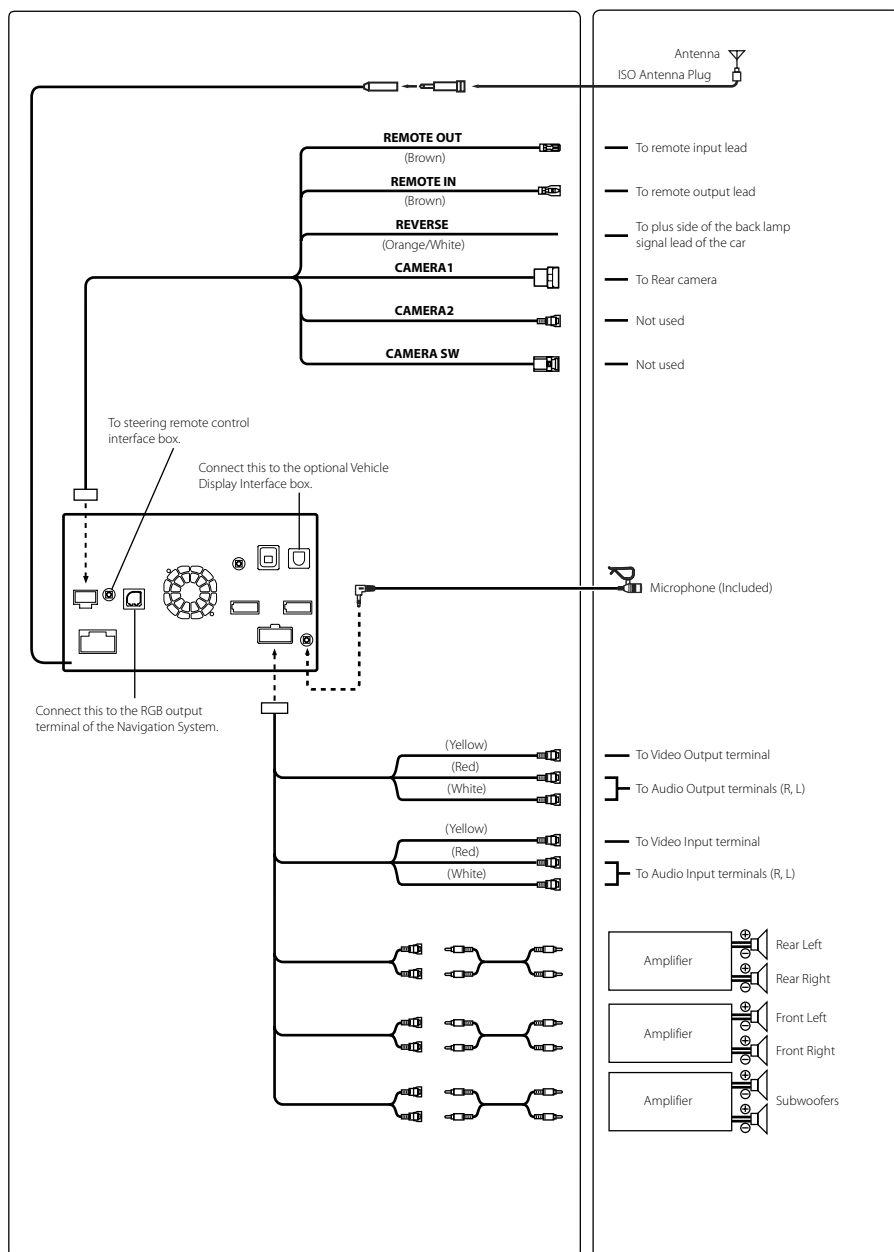 Antenna
ISO Antenna Plug
REMOTE OUT
(Brown)
To remote input lead
REMOTE IN
(Brown)
To remote output lead
REVERSE
(Orange/White)
To plus side of the back lamp
signal lead of the car
CAMERA1
To Rear camera
CAMERA2
Not used
CAMERA SW
Not used
To steering remote control
interface box.
Connect this to the optional Vehicle
Display Interface box.
Microphone (Included)
Connect this to the RGB output
terminal of the Navigation System.
(Yellow)
To Video Output terminal
(Red)
(White)
To Audio Output terminals (R, L)
(Yellow)
To Video Input terminal
(Red)
(White)
To Audio Input terminals (R, L)
Amplifier
Rear Left
Rear Right
Amplifier
Front Left
Front Right
Amplifier
Subwoofers